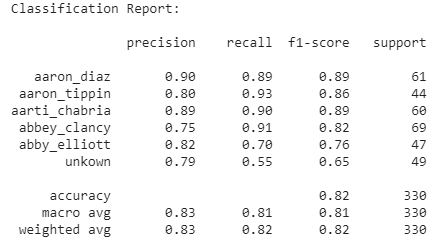 Classification Report:
precision recall f1-score support
aaron_diaz 0.90 0.89 0.89 61
aaron_tippin 0.80 0.93 0.86 44
aarti_chabria 0.89 0.90 0.89 60
abbey_clancy 0.75 0.91 0.82 69
abby_elliott 0.82 0.70 0.76 47
unkown 0.79 0.55 0.65 49
accuracy 0.82 330
macro avg 0.83 0.81 0.81 330
weighted avg 0.83 0.82 0.82 330